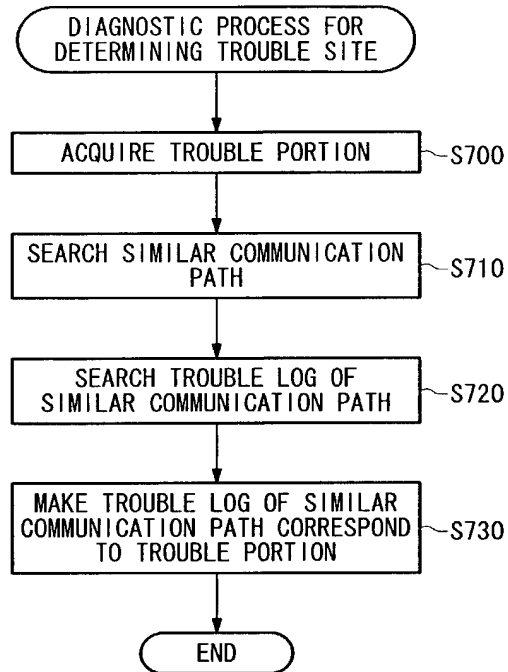 DIAGNOSTIC PROCESS FOR
DETERMINING TROUBLE SITE
ACQUIRE TROUBLE PORTION
S700
SEARCH SIMILAR COMMUNICATION
PATH
S710
SEARCH TROUBLE LOG OF
SIMILAR COMMUNICATION PATH
S720
MAKE TROUBLE LOG OF SIMILAR
COMMUNICATION PATH CORRESPOND
TO TROUBLE PORTION
S730
END